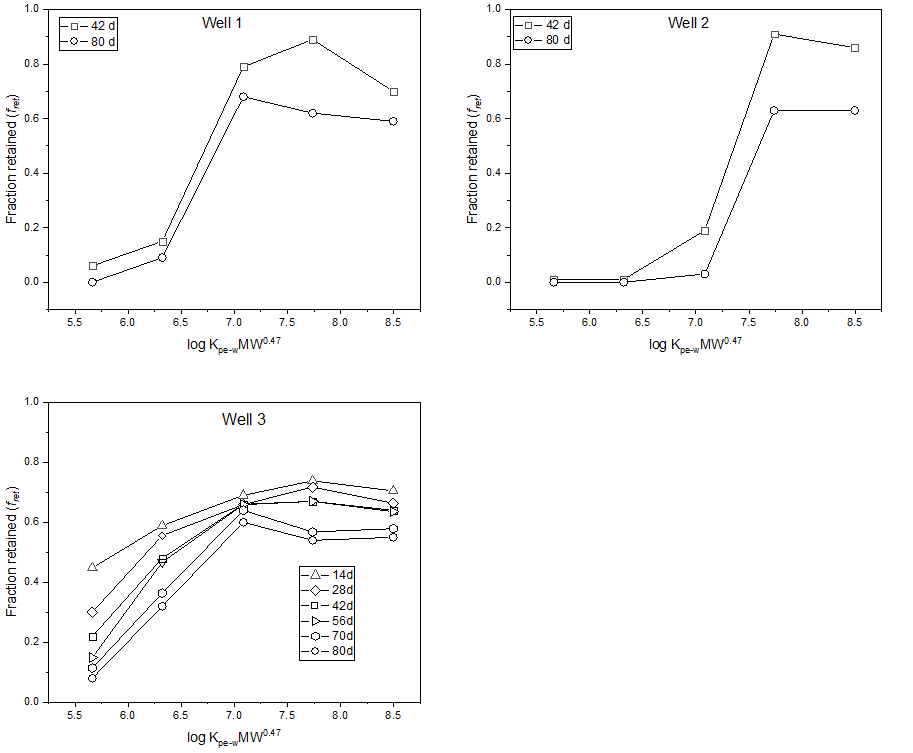 Well 1
42 d
80 d
1.0
0.8
0.6
0.4
0.2
0.0
Fraction retained (fret)
5.5 6.0 6.5 7.0 7.5 8.0 8.5
log Kpe-wMW0.47
Well 2
42 d
80 d
1.0
0.8
0.6
0.4
0.2
0.0
Fraction retained (fret)
5.5 6.0 6.5 7.0 7.5 8.0 8.5
log Kpe-wMW0.47
Well 3
1.0
0.8
0.6
0.4
0.2
0.0
Fraction retained (fret)
14d
28d
42d
56d
70d
80d
5.5 6.0 6.5 7.0 7.5 8.0 8.5
log Kpe-wMW0.47